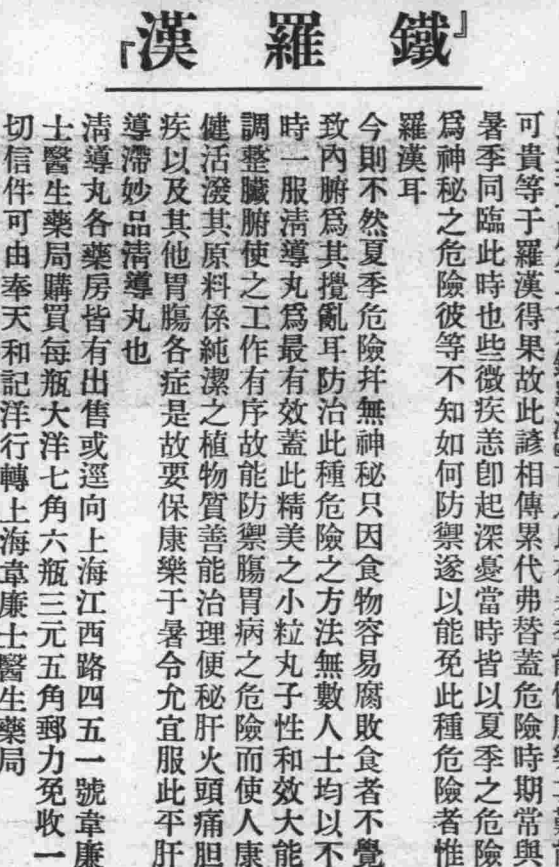 『鐵羅漢』
可貴等于羅漢得果故此諺相傳累代弗替蓋危險時期常與
暑季同臨此時也些微疾恙卽起深憂當時皆以夏季之危險
爲神秘之危險彼等不知如何防禦遂以能免此種危險者惟
羅漢耳
今則不然夏季危險幷無神秘只因食物容易腐敗食者不覺
致內腑爲其攪亂耳防治此種危險之方法無數人士均以不
時一服淸導丸爲最有效蓋此精美之小粒丸子性和效大能
調整臟腑使之工作有序故能防禦腸胃病之危險而使人康
健活潑其原料係純潔之植物質善能治理便秘肝火頭痛胆
疾以及其他胃腸各症是故要保康樂于暑令允宜服此平肝
導滯妙品淸導丸也
淸導丸各藥房皆有出售或逕向上海江西路四五一號韋廉
士醫生藥局購買每瓶大洋七角六瓶三元五角郵力免收一
切信件可由奉天和記洋行轉上海韋廉士醫生藥局